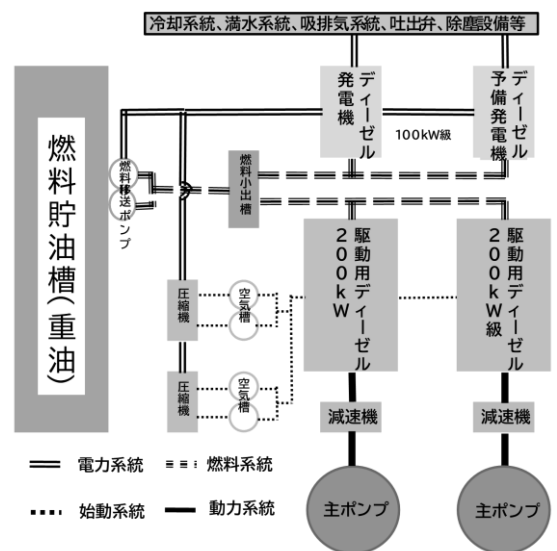 冷却系統、満水系統、吸排気系統、吐出弁、除塵設備等
ディーゼル
発電機
ディーゼル
予備発電機
100kW級
燃料貯油槽(重油)
燃料移送ポンプ
燃料小出槽
駆動用ディーゼル
200kW
駆動用ディーゼル
200kW級
圧縮機
空気槽
圧縮機
空気槽
減速機
減速機
主ポンプ
主ポンプ
電力系統
燃料系統
始動系統
動力系統